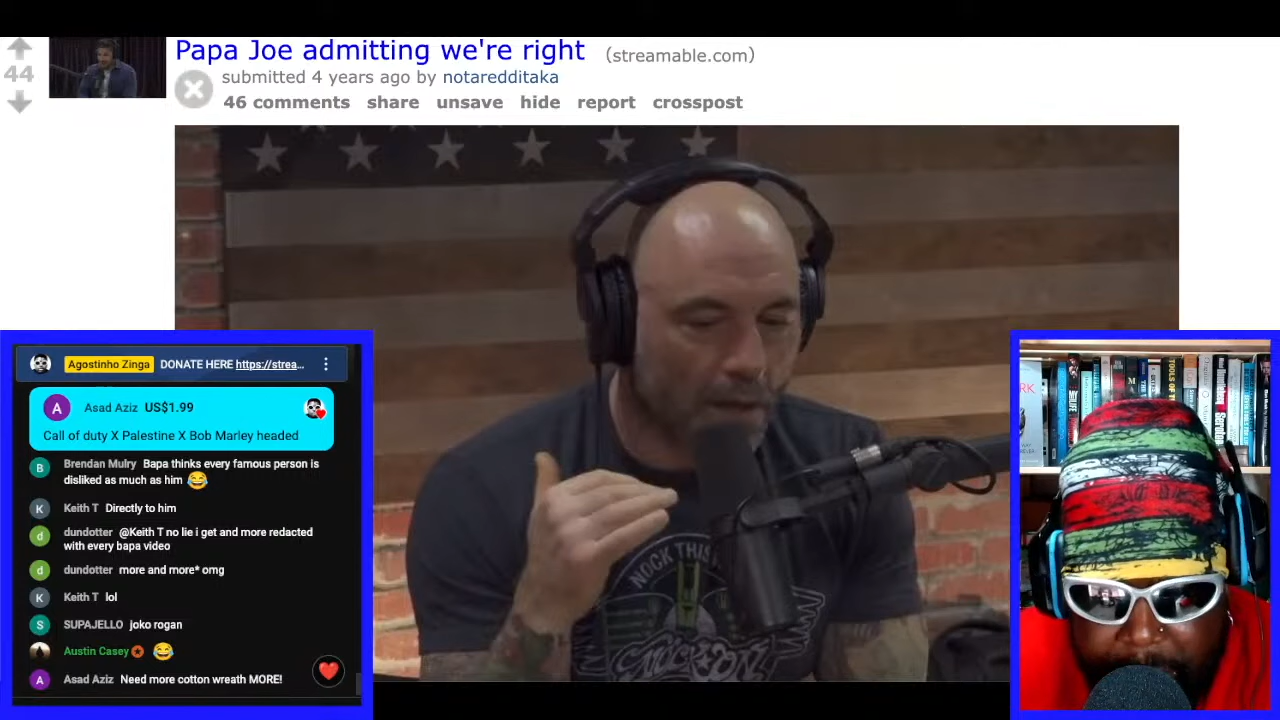 Papa Joe admitting we're right (streamable.com)
44
submitted 4 years ago by notaredditaka
46 comments share unsave hide report crosspost
NOCK THIS
Agostinho Zinga DONATE HERE https://strea...
A Asad Aziz US$1.99
Call of duty X Palestine X Bob Marley headed
B Brendan Mulry Bapa thinks every famous person is
disliked as much as him
K Keith T Directly to him
d dundotter @Keith T no lie i get and more redacted
with every bapa video
d dundotter more and more* omg
K Keith T lol
S SUPAJELLO joko rogan
Austin Casey
A Asad Aziz Need more cotton wreath MORE!